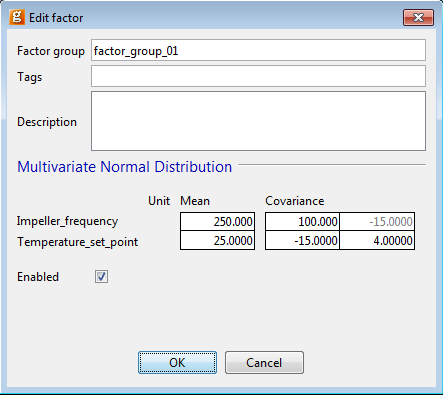 g Edit factor
Factor group factor_group_01
Tags
Description
Multivariate Normal Distribution
Unit Mean Covariance
Impeller_frequency 250.000 100.000 -15.0000
Temperature_set_point 25.0000 -15.0000 4.00000
Enabled
OK Cancel